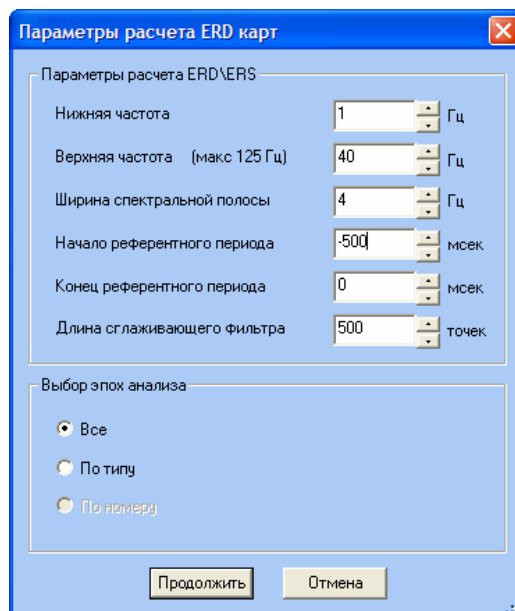 Параметры расчета ERD карт
Параметры расчета ERD\ERS
Нижняя частота 1 Гц
Верхняя частота (макс 125 Гц) 40 Гц
Ширина спектральной полосы 4 Гц
Начало референтного периода -500 мсек
Конец референтного периода 0 мсек
Длина сглаживающего фильтра 500 точек
Выбор эпох анализа
Все
По типу
По номеру
Продолжить Отмена